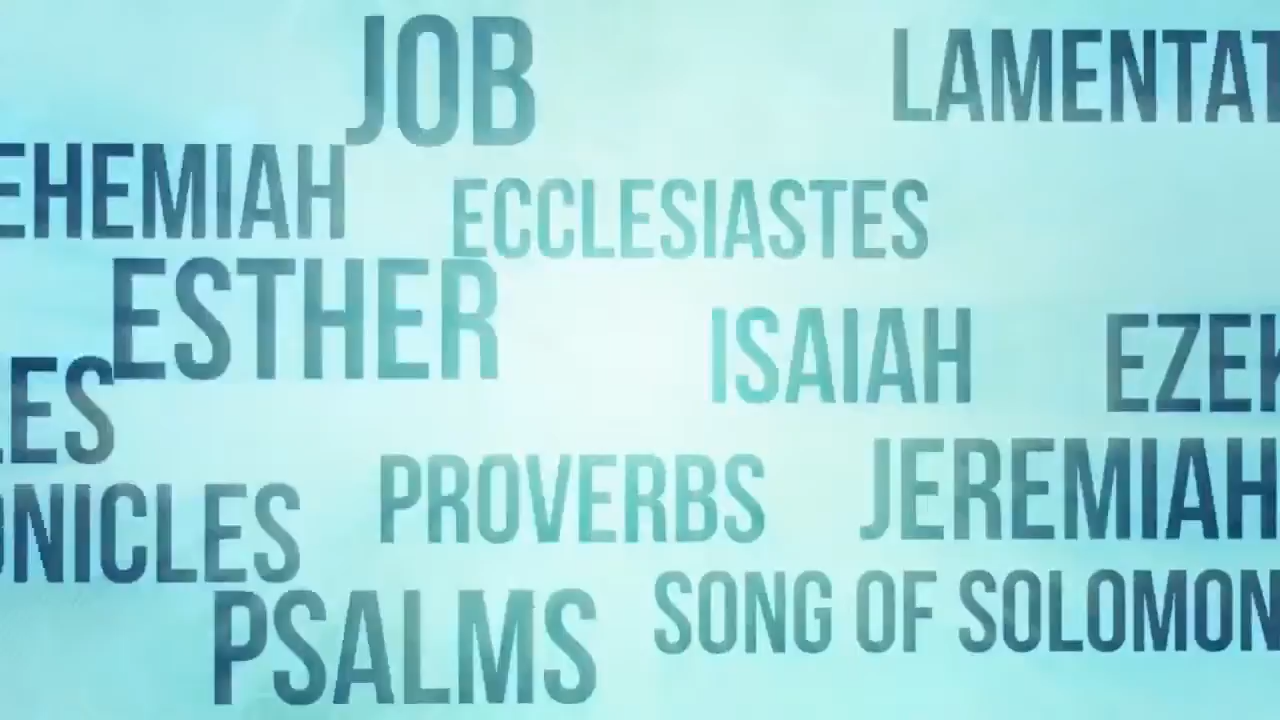 JOB
LAMENTAT
EHEMIAH
ECCLESIASTES
ESTHER
ISAIAH
EZEK
LES
PROVERBS
JEREMIAH
ONICLES
PSALMS
SONG OF SOLOMON